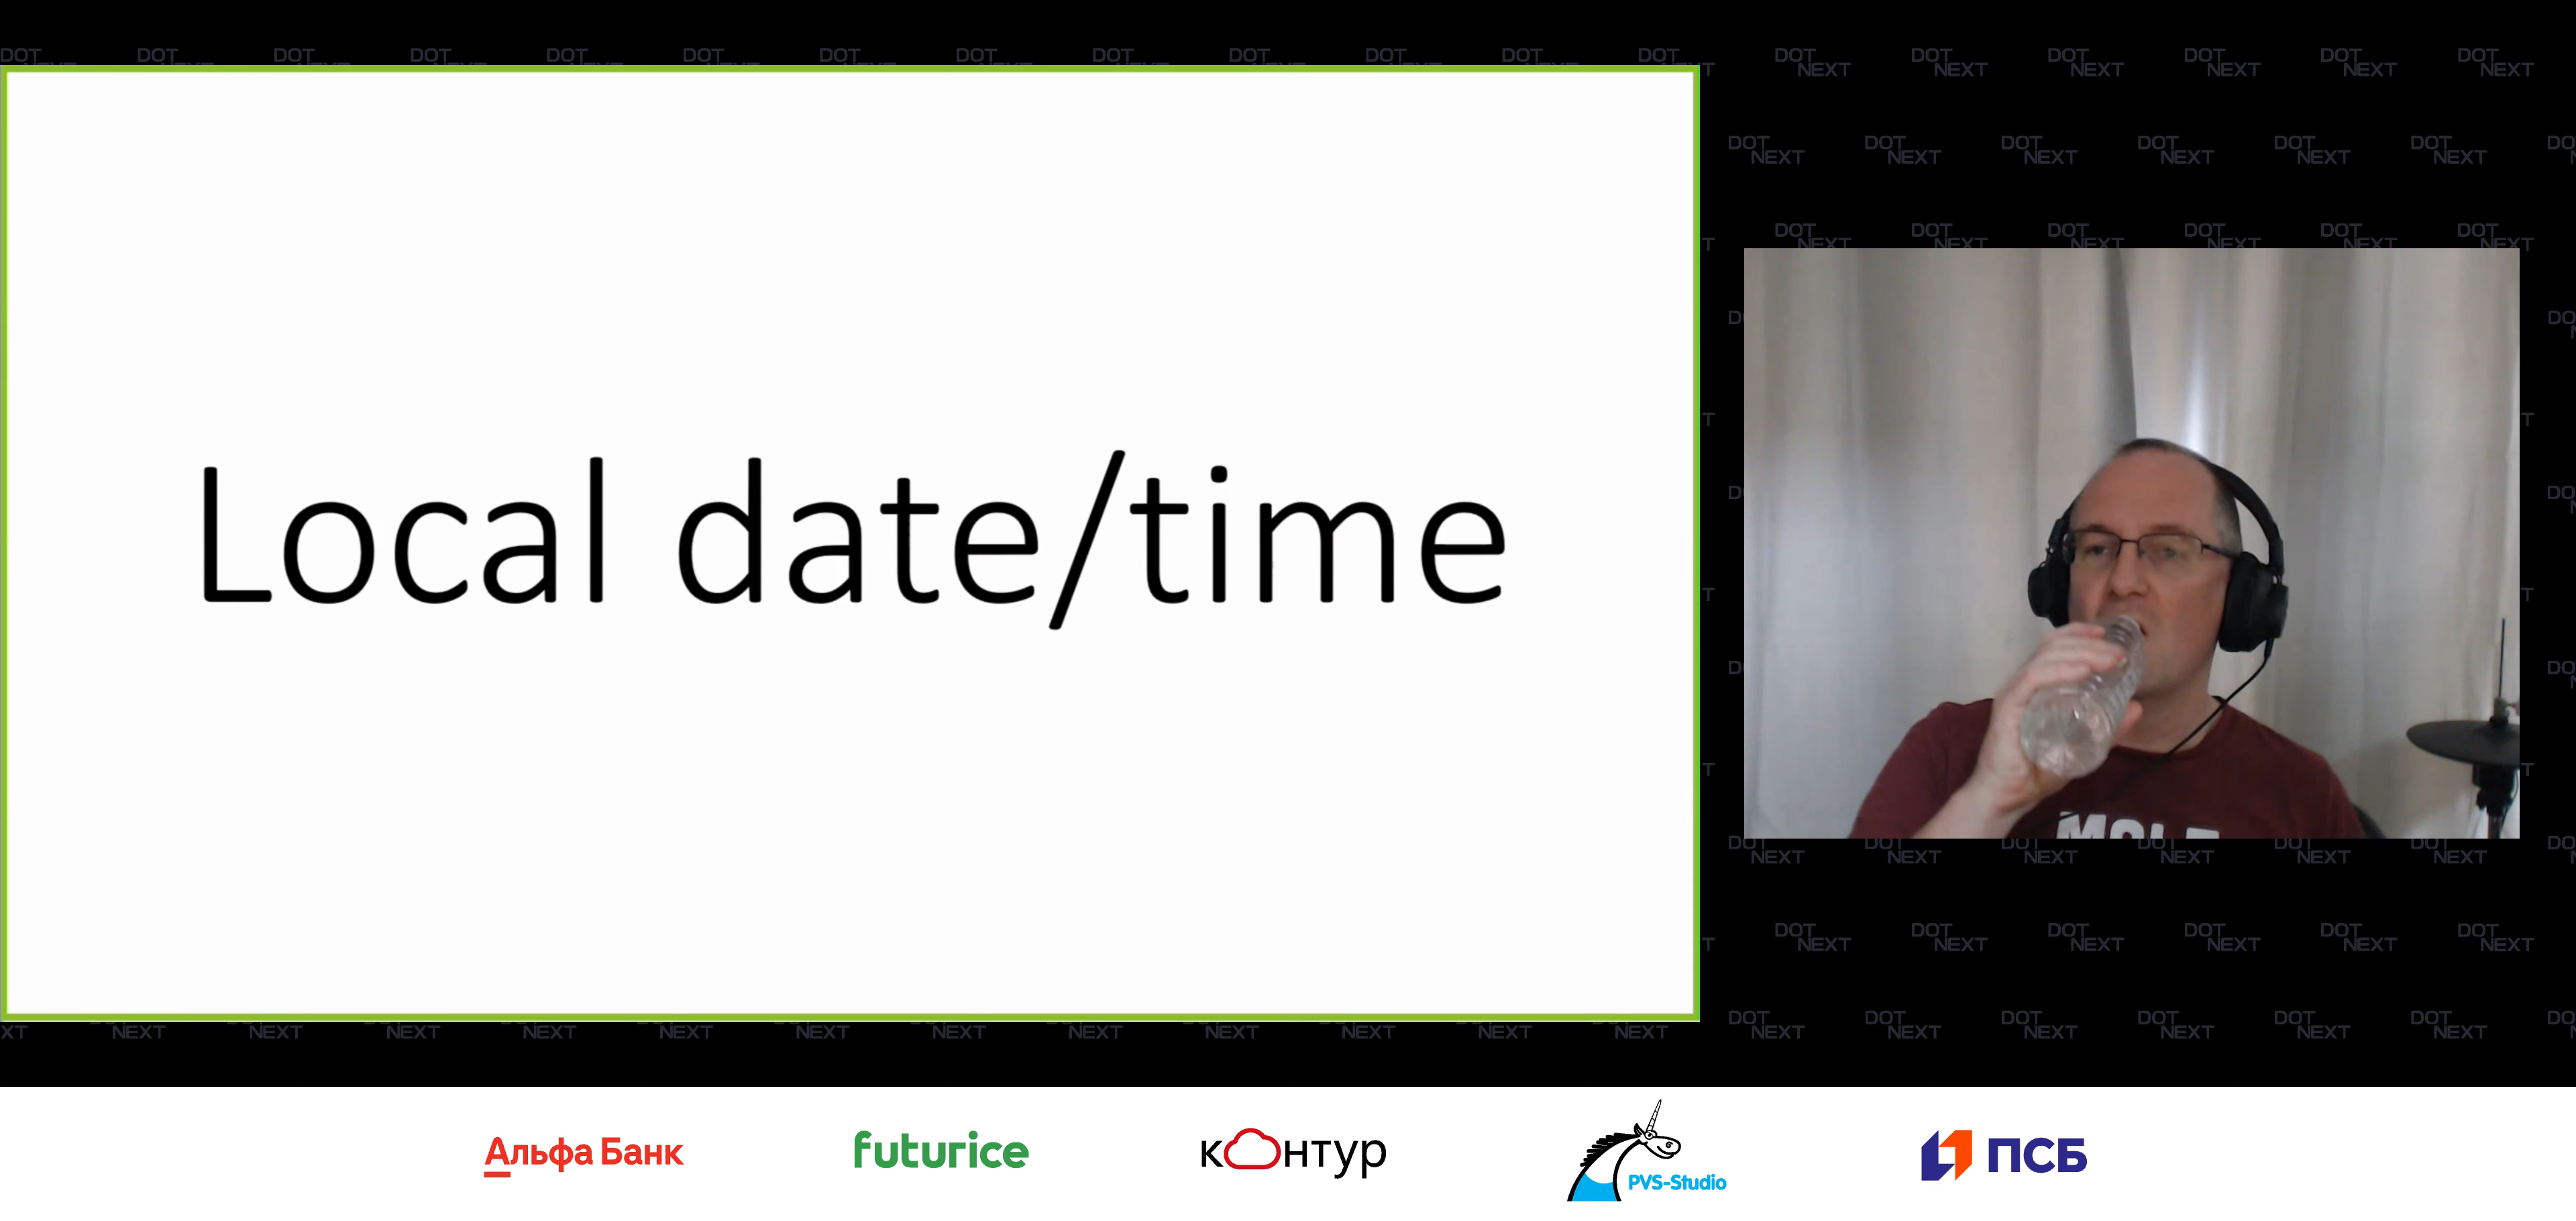 Local date/time
DOT
NEXT
Альфа Банк
futurice
контур
PVS-Studio
ПСБ